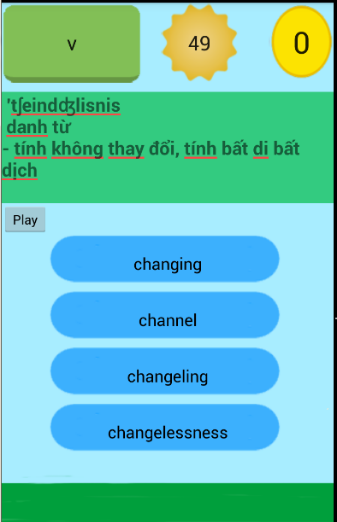 v
49
0
'tʃeindʤlisnis
danh từ
- tính không thay đổi, tính bất di bất
dịch
Play
changing
channel
changeling
changelessness